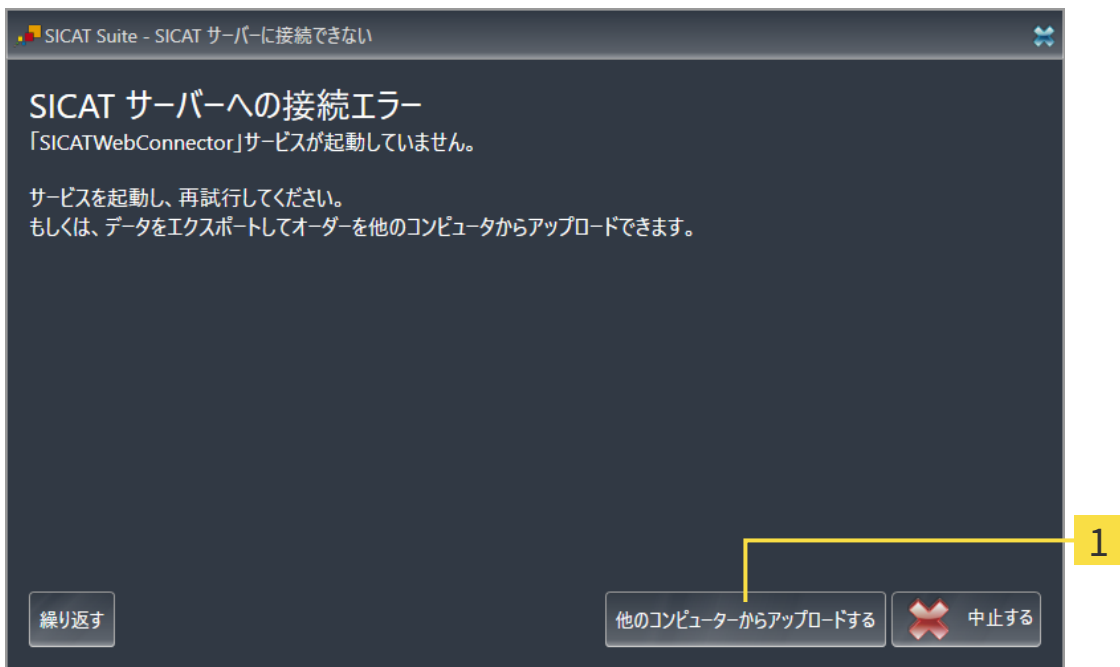 SICAT Suite - SICAT サーバーに接続できない
SICAT サーバーへの接続エラー
「SICATWebConnector」サービスが起動していません。
サービスを起動し、再試行してください。
もしくは、データをエクスポートしてオーダーを他のコンピュータからアップロードできます。
1
繰り返す
他のコンピューターからアップロードする
中止する